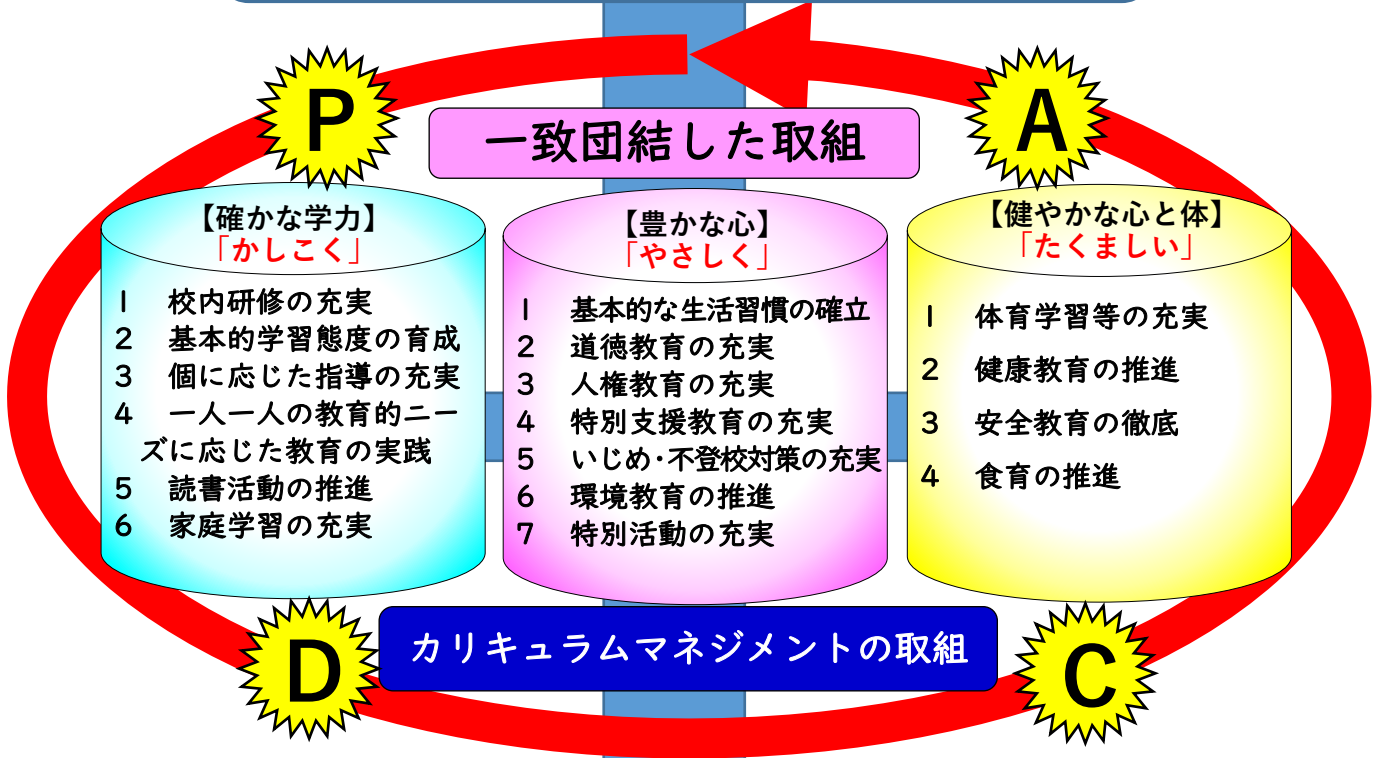 P
A
一致団結した取組
【確かな学力】
「かしこく」
1 校内研修の充実
2 基本的学習態度の育成
3 個に応じた指導の充実
4 一人一人の教育的ニー
ズに応じた教育の実践
5 読書活動の推進
6 家庭学習の充実
【豊かな心】
「やさしく」
1 基本的な生活習慣の確立
2 道徳教育の充実
3 人権教育の充実
4 特別支援教育の充実
5 いじめ・不登校対策の充実
6 環境教育の推進
7 特別活動の充実
【健やかな心と体】
「たくましい」
1 体育学習等の充実
2 健康教育の推進
3 安全教育の徹底
4 食育の推進
D
カリキュラムマネジメントの取組
C